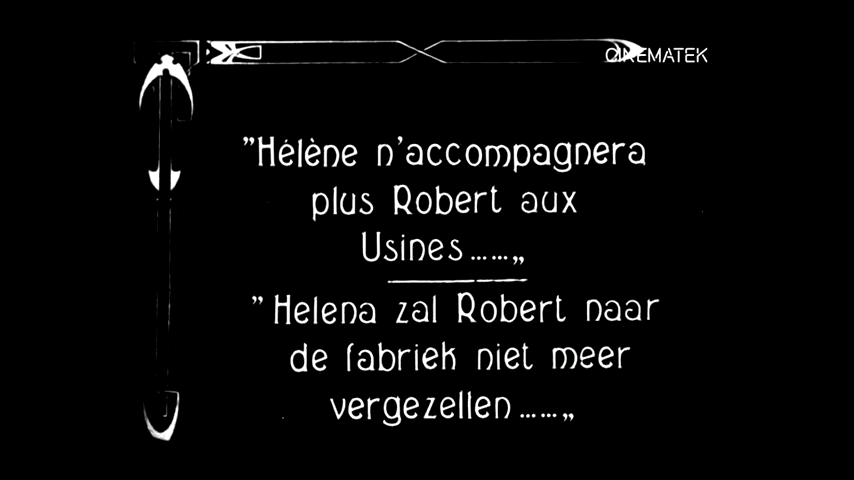 CINEMATEK
"Hélène n'accompagnera
plus Robert aux
Usines......„
"Helena zal Robert naar
de fabriek niet meer
vergezellen......„